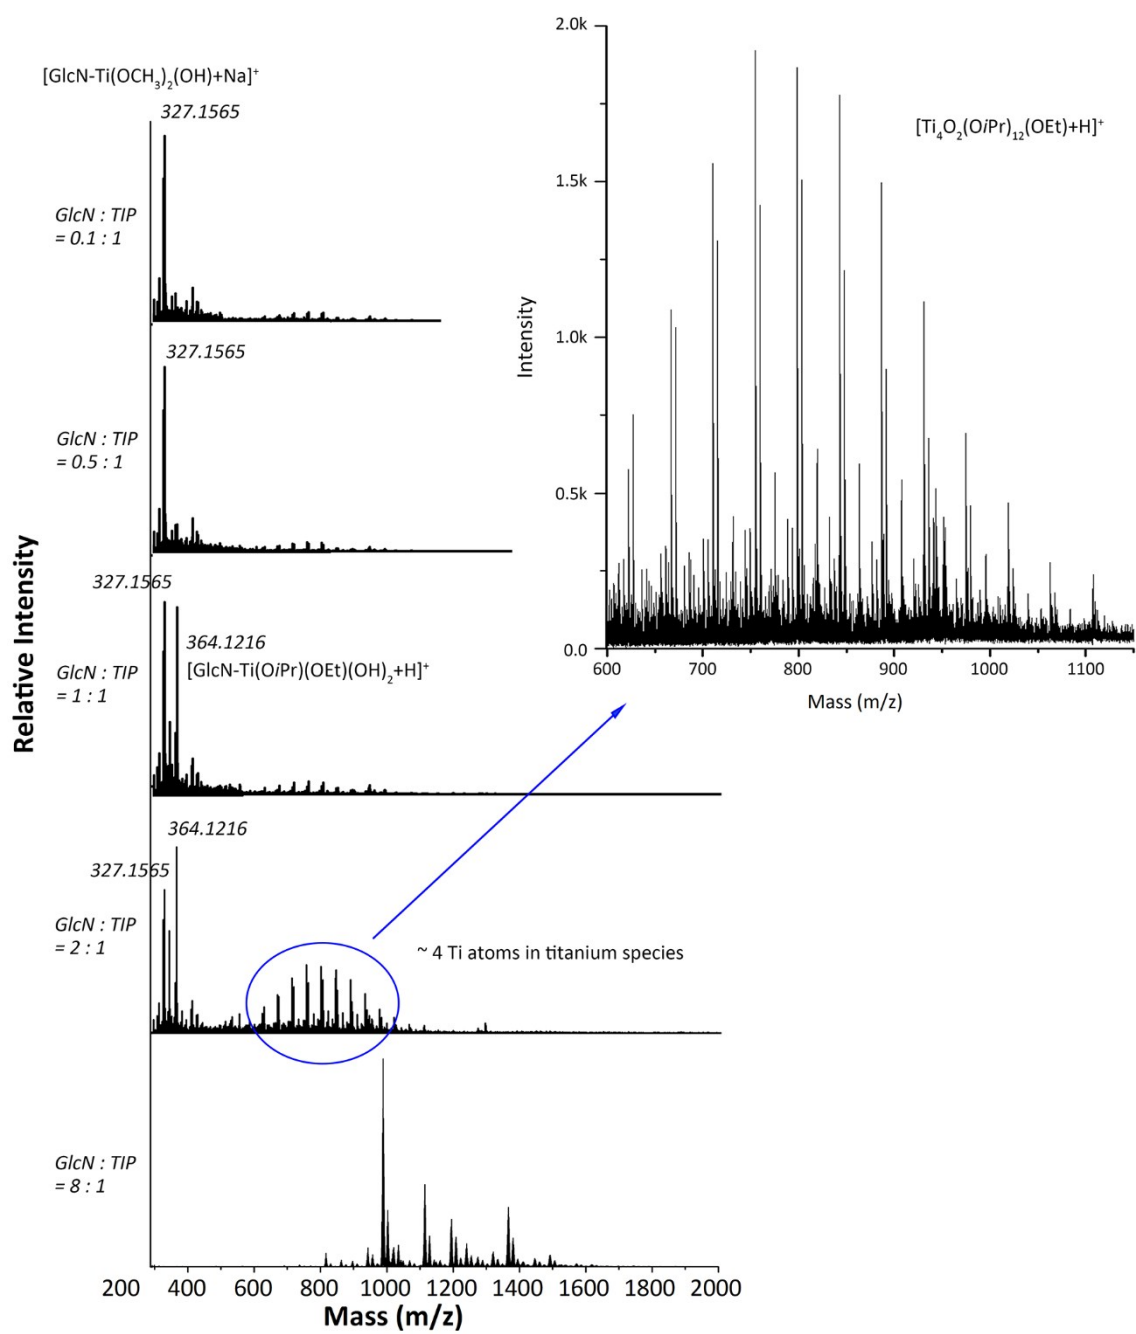 [GlcN-Ti(OCH₃)₂(OH)+Na]⁺
327.1565
GlcN : TIP
= 0.1 : 1
327.1565
GlcN : TIP
= 0.5 : 1
327.1565
364.1216
[GlcN-Ti(OiPr)(OEt)(OH)₂+H]⁺
GlcN : TIP
= 1 : 1
364.1216
327.1565
GlcN : TIP
= 2 : 1
~ 4 Ti atoms in titanium species
GlcN : TIP
= 8 : 1
Relative Intensity
200 400 600 800 1000 1200 1400 1600 1800 2000
Mass (m/z)
2.0k
[Ti₄O₂(OiPr)₁₂(OEt)+H]⁺
1.5k
1.0k
0.5k
0.0
Intensity
600 700 800 900 1000 1100
Mass (m/z)